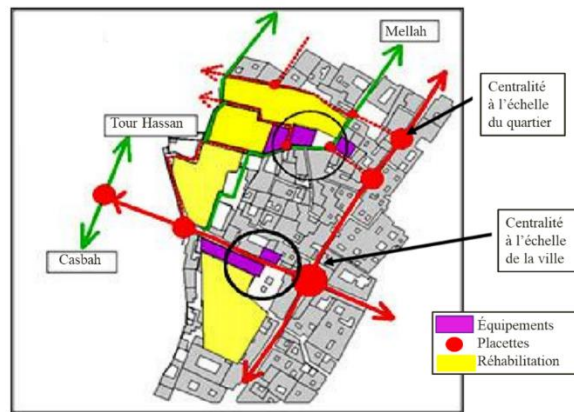 Mellah
Centralité
à l'échelle
du quartier
Tour Hassan
Casbah
Centralité
à l'échelle
de la ville
Équipements
Placettes
Réhabilitation